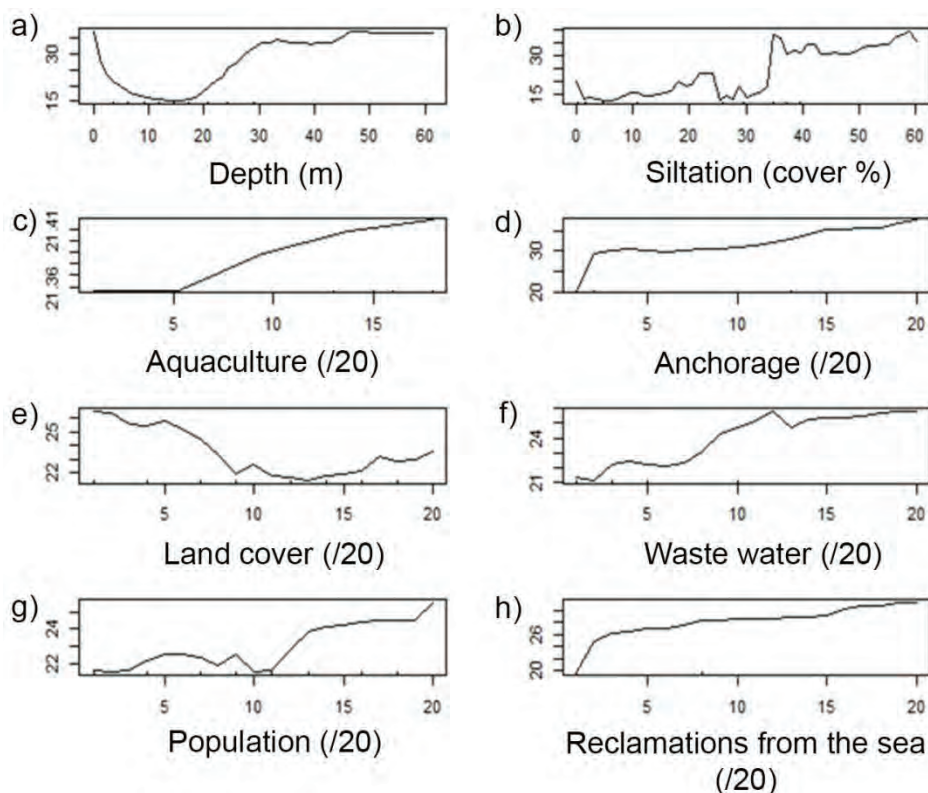 a) b)
30
15
0 10 20 30 40 50 60
Depth (m)
35
25
15
0 10 20 30 40 50 60
Siltation (cover %)
c) d)
21.41
21.36
5 10 15
Aquaculture (/20)
30
20
5 10 15 20
Anchorage (/20)
e) f)
25
22
5 10 15 20
Land cover (/20)
24
21
5 10 15 20
Waste water (/20)
g) h)
24
22
5 10 15 20
Population (/20)
26
20
5 10 15 20
Reclamations from the sea
(/20)